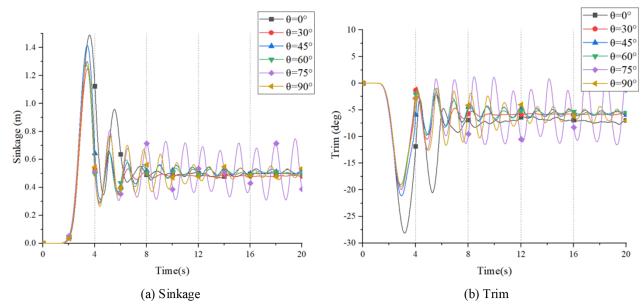 θ=0°
θ=30°
θ=45°
θ=60°
θ=75°
θ=90°
1.4
1.2
1.0
0.8
0.6
0.4
0.2
0.0
Sinkage (m)
0 4 8 12 16 20
Time(s)
(a) Sinkage
θ=0°
θ=30°
θ=45°
θ=60°
θ=75°
θ=90°
10
5
0
-5
-10
-15
-20
-25
-30
Trim (deg)
0 4 8 12 16 20
Time(s)
(b) Trim